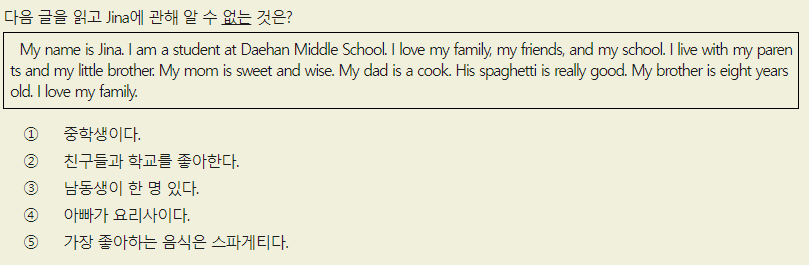 다음 글을 읽고 Jina에 관해 알 수 없는 것은?
My name is Jina. I am a student at Daehan Middle School. I love my family, my friends, and my school. I live with my paren
ts and my little brother. My mom is sweet and wise. My dad is a cook. His spaghetti is really good. My brother is eight years
old. I love my family.
① 중학생이다.
② 친구들과 학교를 좋아한다.
③ 남동생이 한 명 있다.
④ 아빠가 요리사이다.
⑤ 가장 좋아하는 음식은 스파게티다.